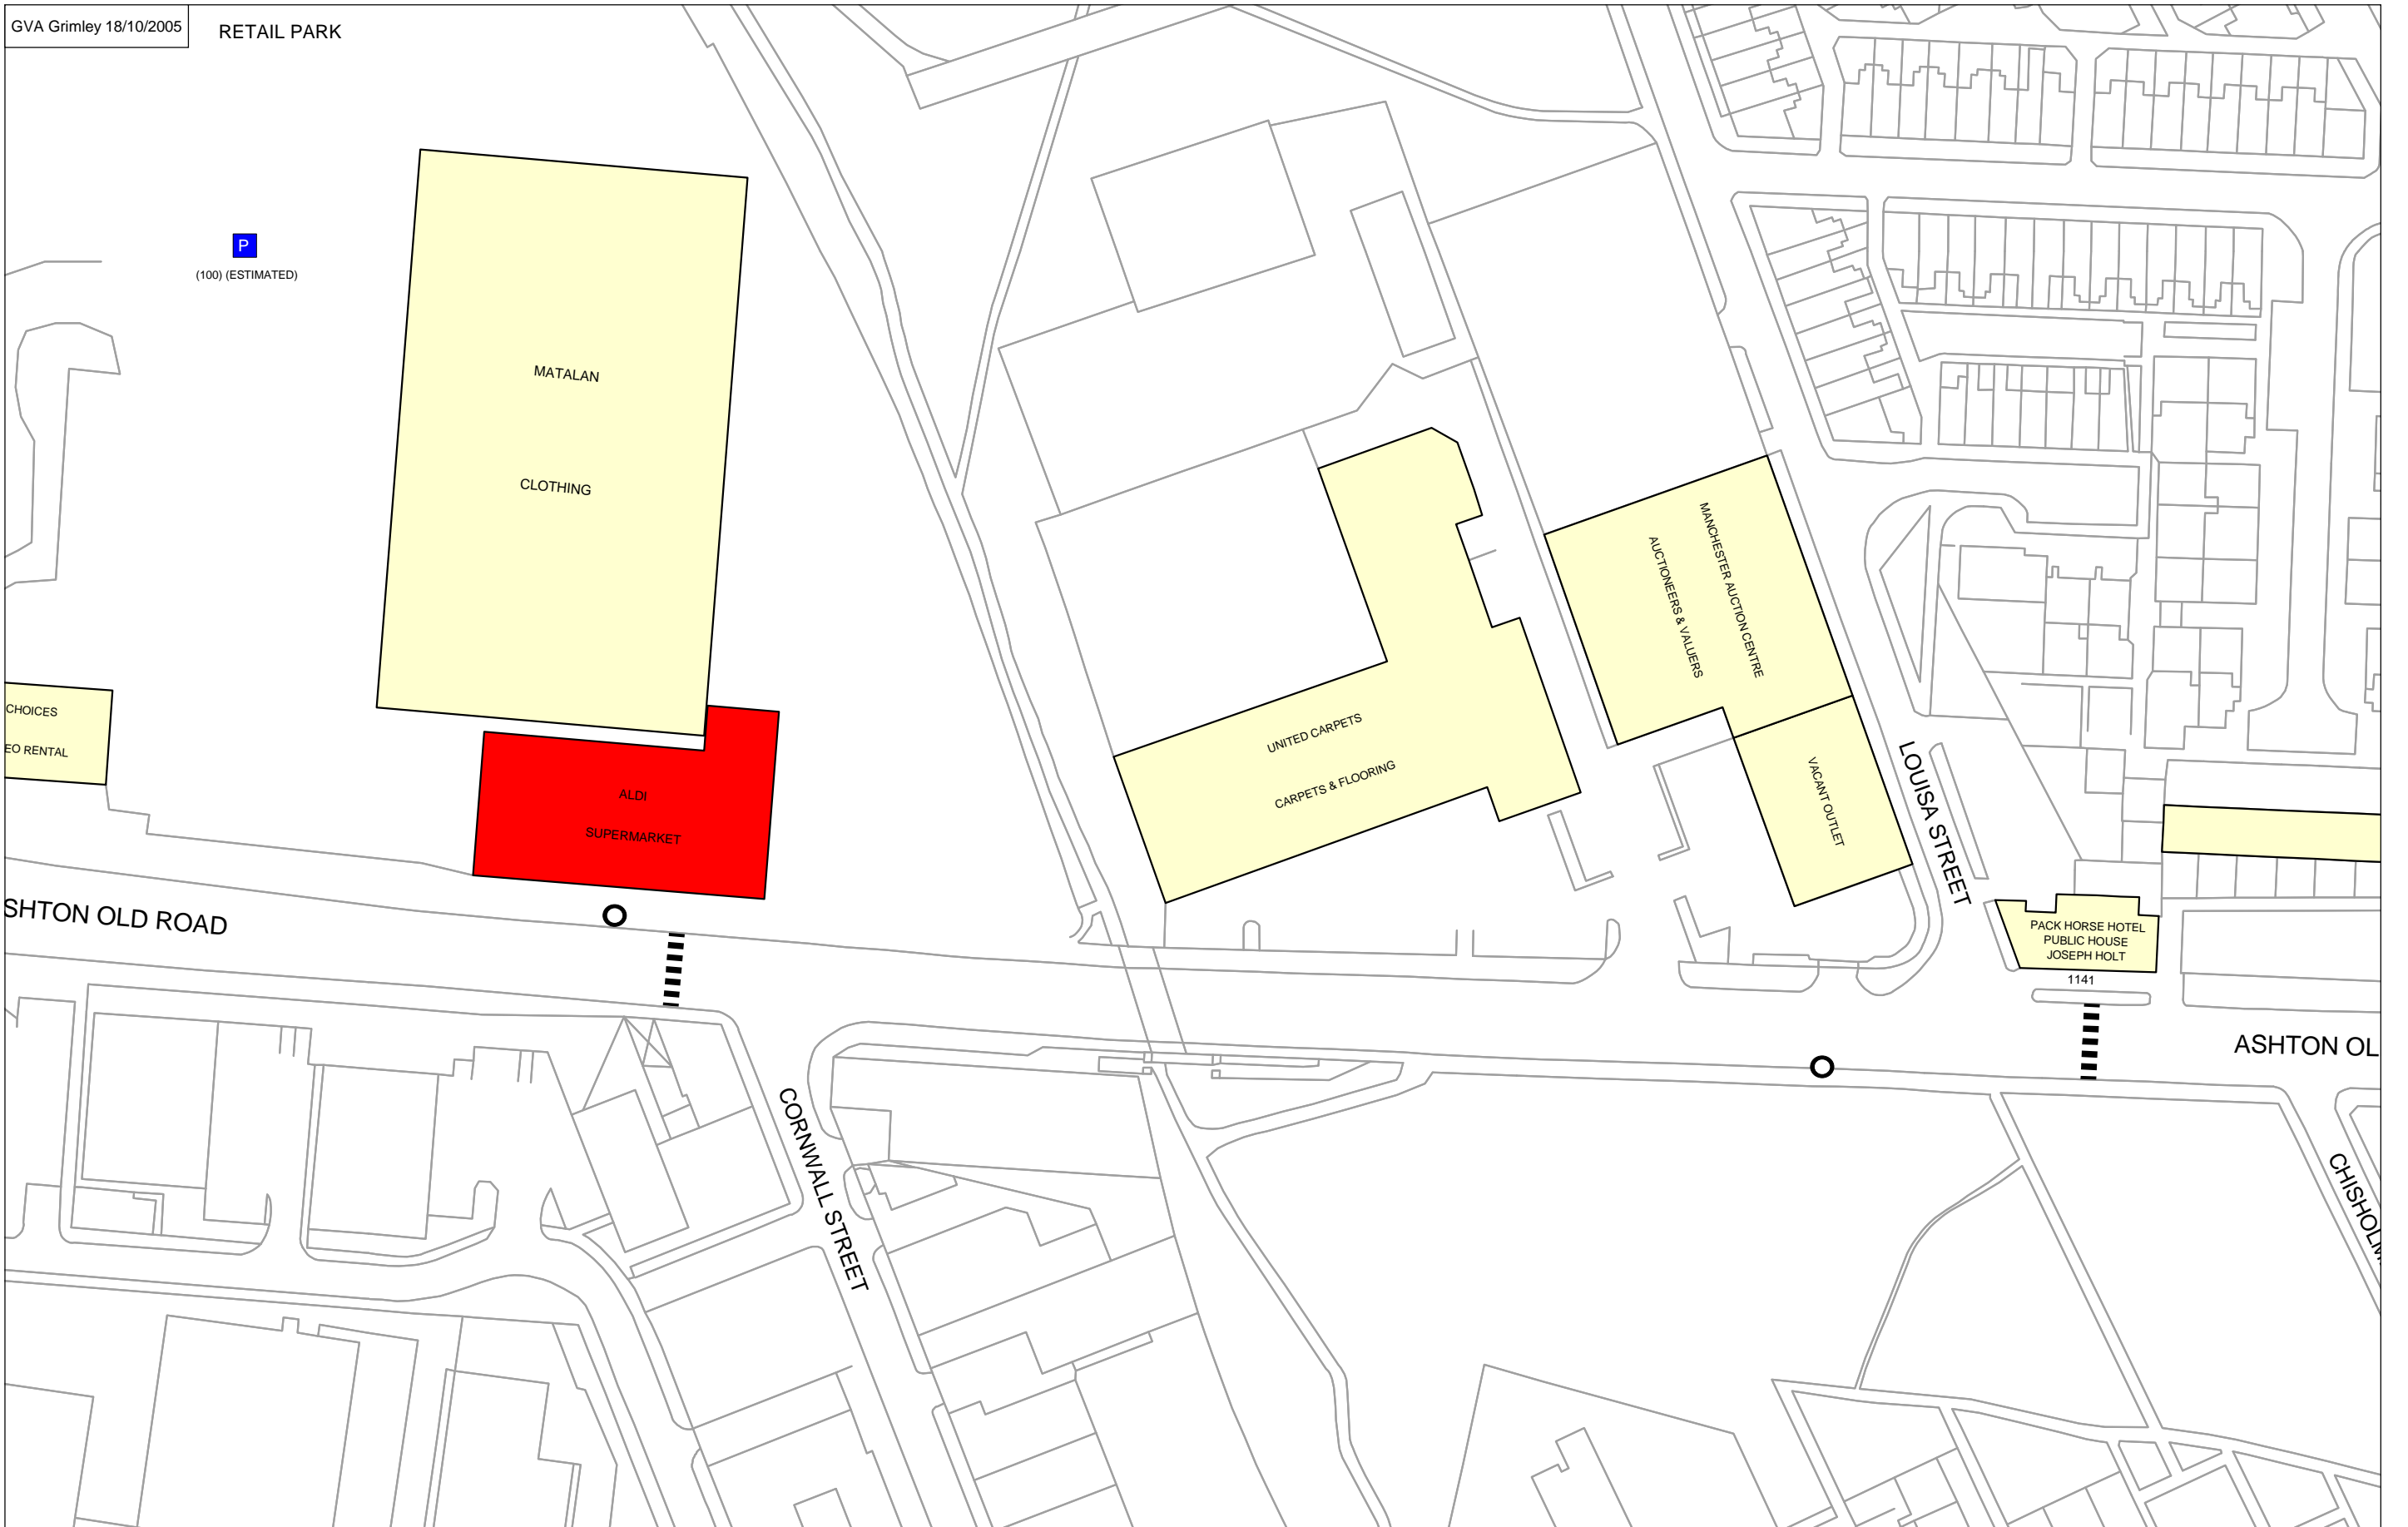 GVA Grimley 18/10/2005
RETAIL PARK
P
(100) (ESTIMATED)
MATALAN
CLOTHING
CHOICES
EO RENTAL
ALDI
SUPERMARKET
UNITED CARPETS
CARPETS & FLOORING
MANCHESTER AUCTION CENTRE
AUCTIONEERS & VALUERS
VACANT OUTLET
LOUISA STREET
PACK HORSE HOTEL
PUBLIC HOUSE
JOSEPH HOLT
1141
SHTON OLD ROAD
ASHTON OL
CORNWALL STREET
CHISHOLM